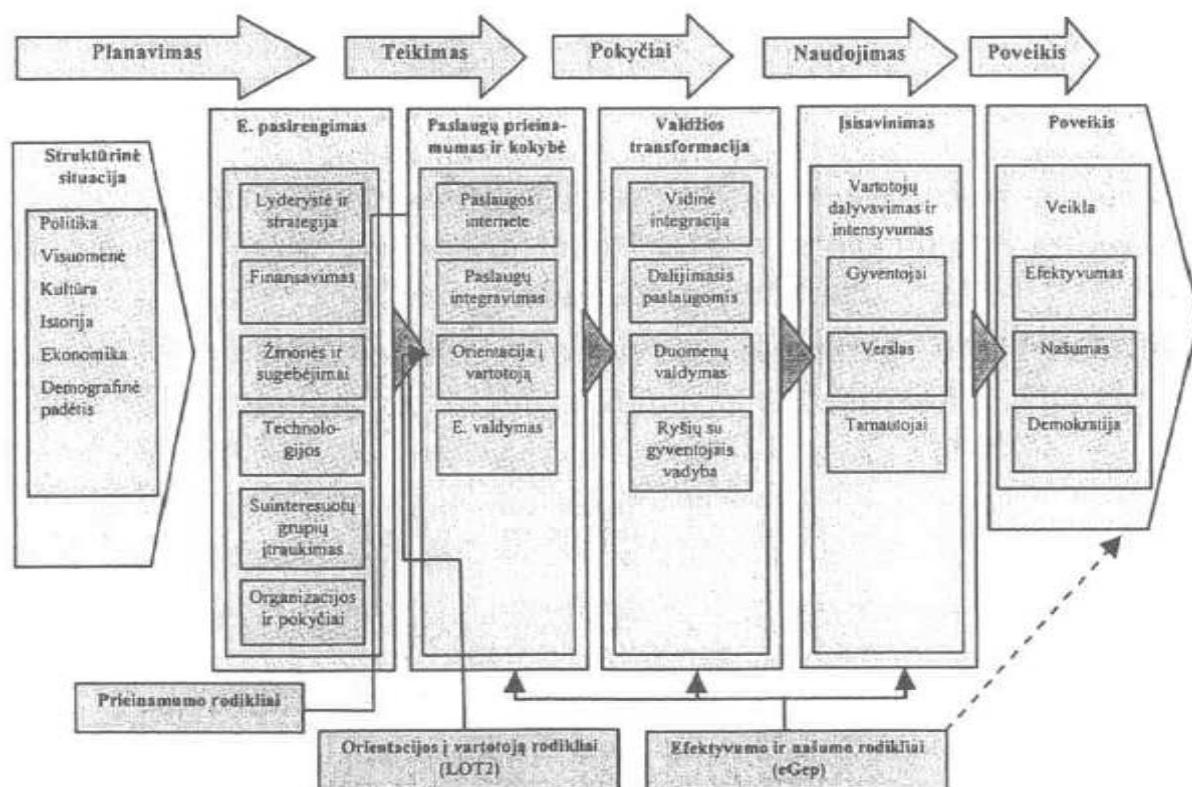 Planavimas
Teikimas
Pokyčiai
Naudojimas
Poveikis
Struktūrinė
situacija
Politika
Visuomenė
Kultūra
Istorija
Ekonomika
Demografinė
padėtis
E. pasirengimas
Lyderystė ir
strategija
Finansavimas
Žmonės ir
sugebėjimai
Technolo-
gijos
Suinteresuotų
grupių
įtraukimas
Organizacijos
ir pokyčiai
Paslaugų prieina-
mumas ir kokybė
Paslaugos
internete
Paslaugų
integravimas
Orientacija į
vartotoją
E. valdymas
Valdžios
transformacija
Vidinė
integracija
Dalijimasis
paslaugomis
Duomenų
valdymas
Ryšių su
gyventojais
vadyba
Įsisavinimas
Vartotojų
dalyvavimas ir
intensyvumas
Gyventojai
Verslas
Tarnautojai
Poveikis
Veikla
Efektyvumas
Našumas
Demokratija
Prieinamumo rodikliai
Orientacijos į vartotoją rodikliai
(LOT2)
Efektyvumo ir našumo rodikliai
(eGep)